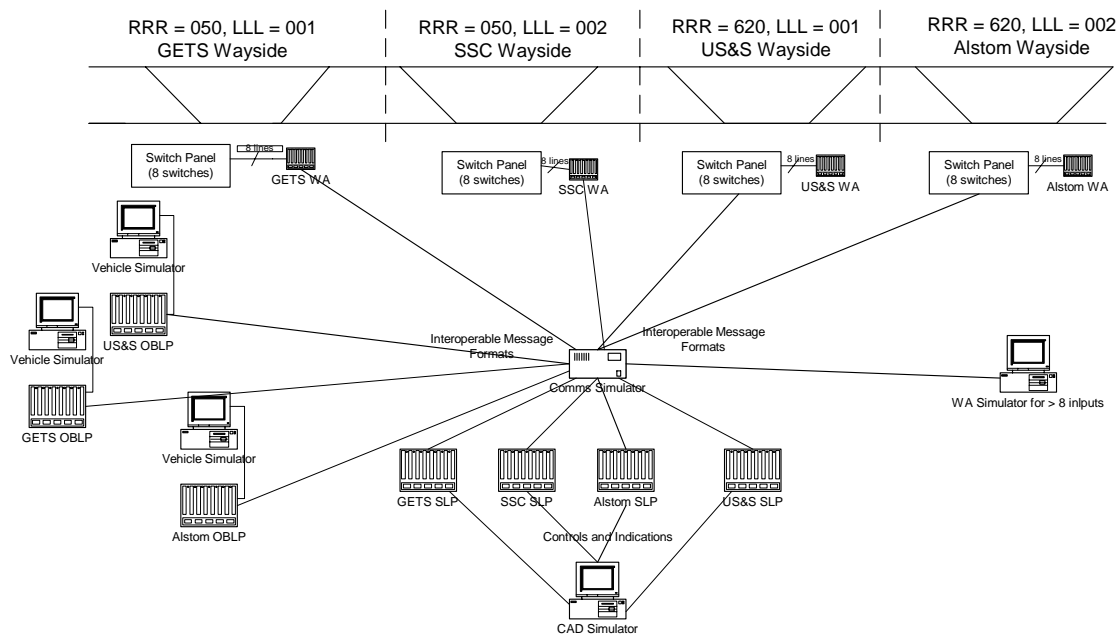 RRR = 050, LLL = 001
GETS Wayside
RRR = 050, LLL = 002
SSC Wayside
RRR = 620, LLL = 001
US&S Wayside
RRR = 620, LLL = 002
Alstom Wayside
Switch Panel
(8 switches)
8 lines
GETS WA
Switch Panel
(8 switches)
8 lines
SSC WA
Switch Panel
(8 switches)
8 lines
US&S WA
Switch Panel
(8 switches)
8 lines
Alstom WA
Vehicle Simulator
US&S OBLP
Vehicle Simulator
GETS OBLP
Vehicle Simulator
Alstom OBLP
Interoperable Message
Formats
Interoperable Message
Formats
Comms Simulator
WA Simulator for > 8 inlputs
GETS SLP
SSC SLP
Alstom SLP
US&S SLP
Controls and Indications
CAD Simulator